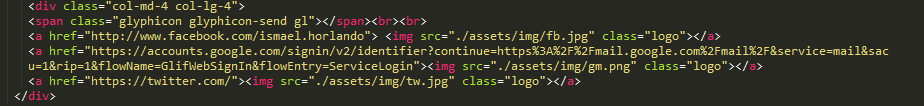 <div class="col-md-4 col-lg-4">
<span class="glyphicon glyphicon-send gl"></span><br><br>
<a href="http://www.facebook.com/ismael.horlando"> <img src="./assets/img/fb.jpg" class="logo"></a>
<a href="https://accounts.google.com/signin/v2/identifier?continue=https%3A%2F%2Fmail.google.com%2Fmail%2F&service=mail&sac
u=1&rip=1&flowName=GlifWebSignIn&flowEntry=ServiceLogin"><img src="./assets/img/gm.png" class="logo"></a>
<a href="https://twitter.com/"><img src="./assets/img/tw.jpg" class="logo"></a>
</div>